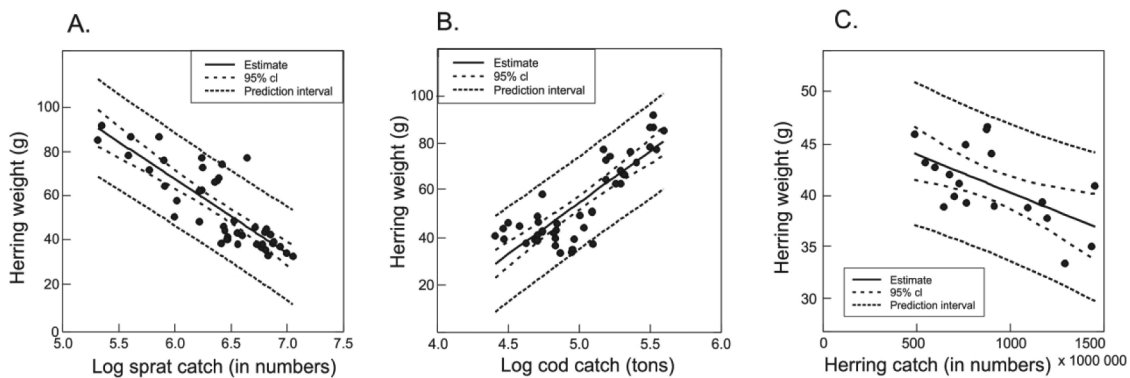 A.
Herring weight (g)
100
80
60
40
20
0
5.0 5.5 6.0 6.5 7.0 7.5
Log sprat catch (in numbers)
Estimate
95% cl
Prediction interval
B.
Herring weight (g)
100
80
60
40
20
4.0 4.5 5.0 5.5 6.0
Log cod catch (tons)
Estimate
95% cl
Prediction interval
C.
Herring weight (g)
50
45
40
35
30
0 500 1000 1500
Herring catch (in numbers) x 1000 000
Estimate
95% cl
Prediction interval